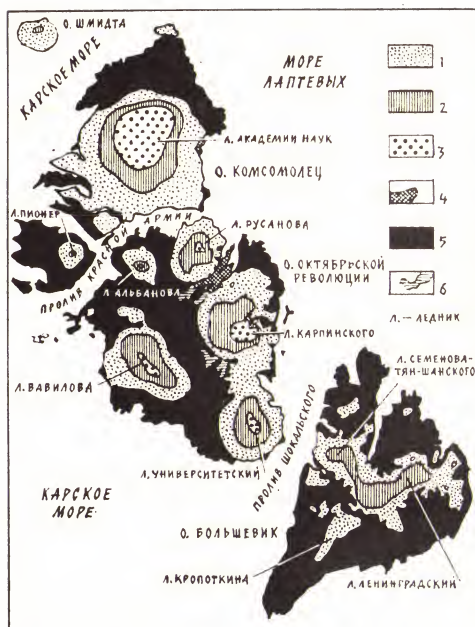 О. ШМИДТА
КАРСКОЕ МОРЕ
МОРЕ
ЛАПТЕВЫХ
1
2
3
4
5
6
Л. АКАДЕМИИ НАУК
О. КОМСОМОЛЕЦ
Л. ПИОНЕР
ПРОЛИВ КРАСНОЙ АРМИИ
Л. РУСАНОВА
О. ОКТЯБРЬСКОЙ
РЕВОЛЮЦИИ
Л. АЛЬБАНОВА
Л. КАРПИНСКОГО
Л. – ЛЕДНИК
Л. СЕМЕНОВА-
ТЯН-ШАНСКОГО
Л. ВАВИЛОВА
Л. УНИВЕРСИТЕТСКИЙ
ПРОЛИВ ШОКАЛЬСКОГО
КАРСКОЕ
МОРЕ
О. БОЛЬШЕВИК
Л. КРОПОТКИНА
Л. ЛЕНИНГРАДСКИЙ